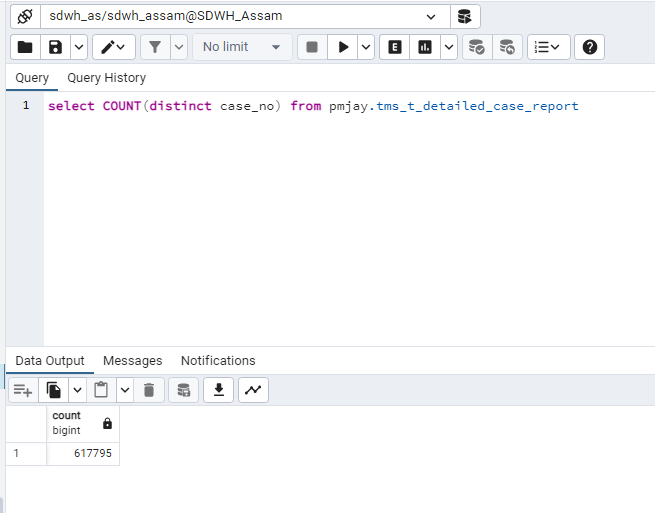 sdwh_as/sdwh_assam@SDWH_Assam
No limit
E
Query Query History
1 select COUNT(distinct case_no) from pmjay.tms_t_detailed_case_report
Data Output Messages Notifications
count
bigint
1 617795